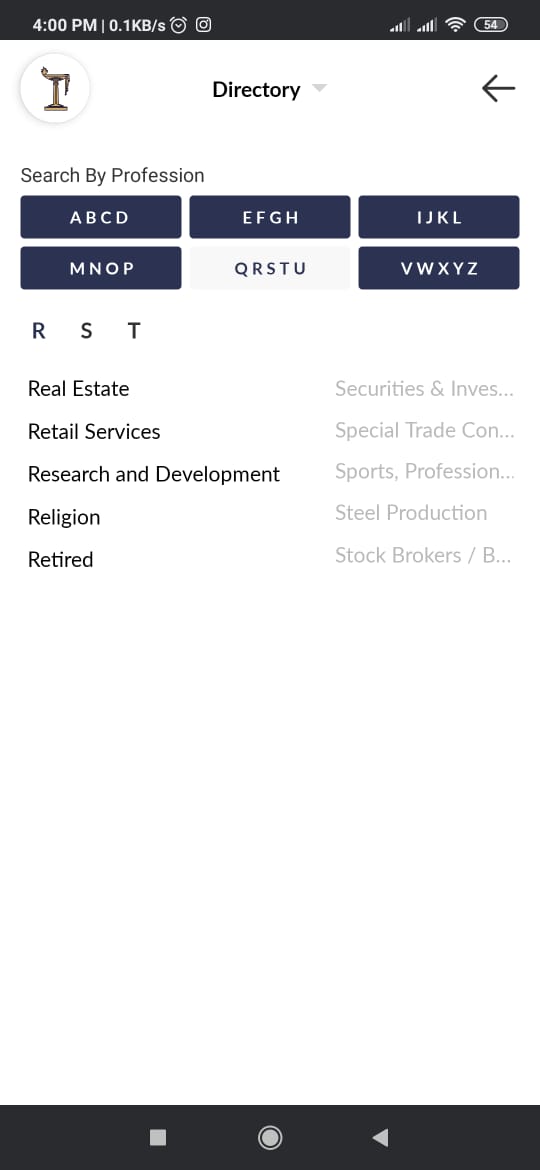 4:00 PM | 0.1KB/s 54
Directory
Search By Profession
ABCD EFGH IJKL
MNOP QRSTU VWXYZ
R S T
Real Estate Securities & Inves...
Retail Services Special Trade Con...
Research and Development Sports, Profession...
Religion Steel Production
Retired Stock Brokers / B...